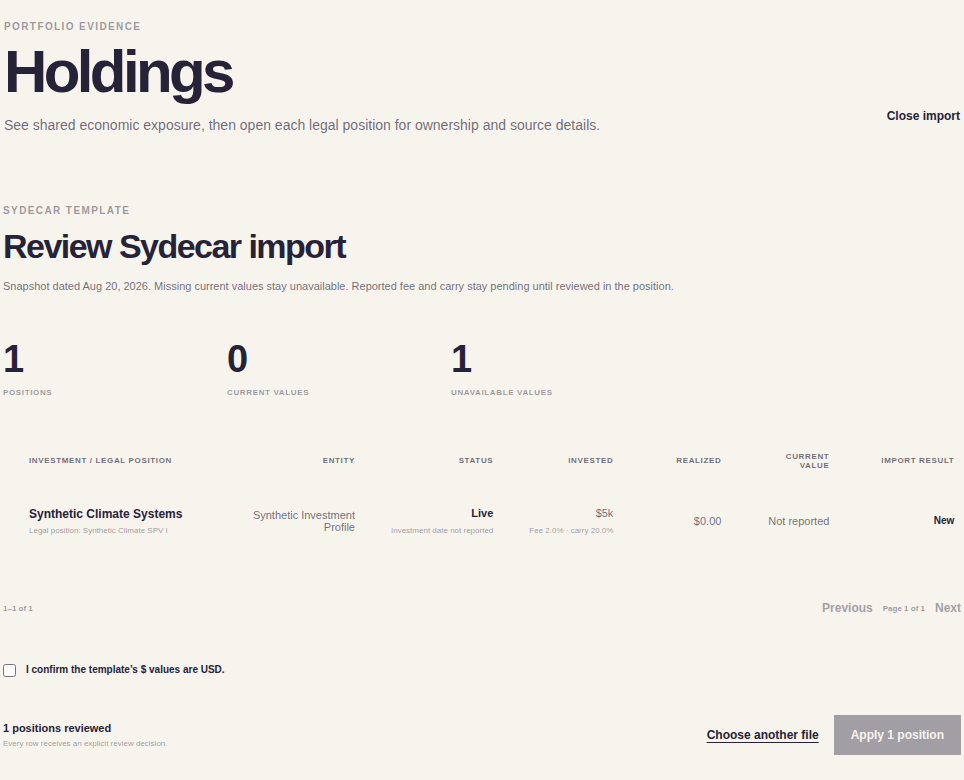 PORTFOLIO EVIDENCE
Holdings
See shared economic exposure, then open each legal position for ownership and source details.
Close import
SYDECAR TEMPLATE
Review Sydecar import
Snapshot dated Aug 20, 2026. Missing current values stay unavailable. Reported fee and carry stay pending until reviewed in the position.
1
POSITIONS
0
CURRENT VALUES
1
UNAVAILABLE VALUES
INVESTMENT / LEGAL POSITION
ENTITY
STATUS
INVESTED
REALIZED
CURRENT
VALUE
IMPORT RESULT
Synthetic Climate Systems
Legal position: Synthetic Climate SPV I
Synthetic Investment
Profile
Live
Investment date not reported
$5k
Fee 2.0% · carry 20.0%
$0.00
Not reported
New
1–1 of 1
Previous
Page 1 of 1
Next
I confirm the template's $ values are USD.
1 positions reviewed
Every row receives an explicit review decision.
Choose another file
Apply 1 position